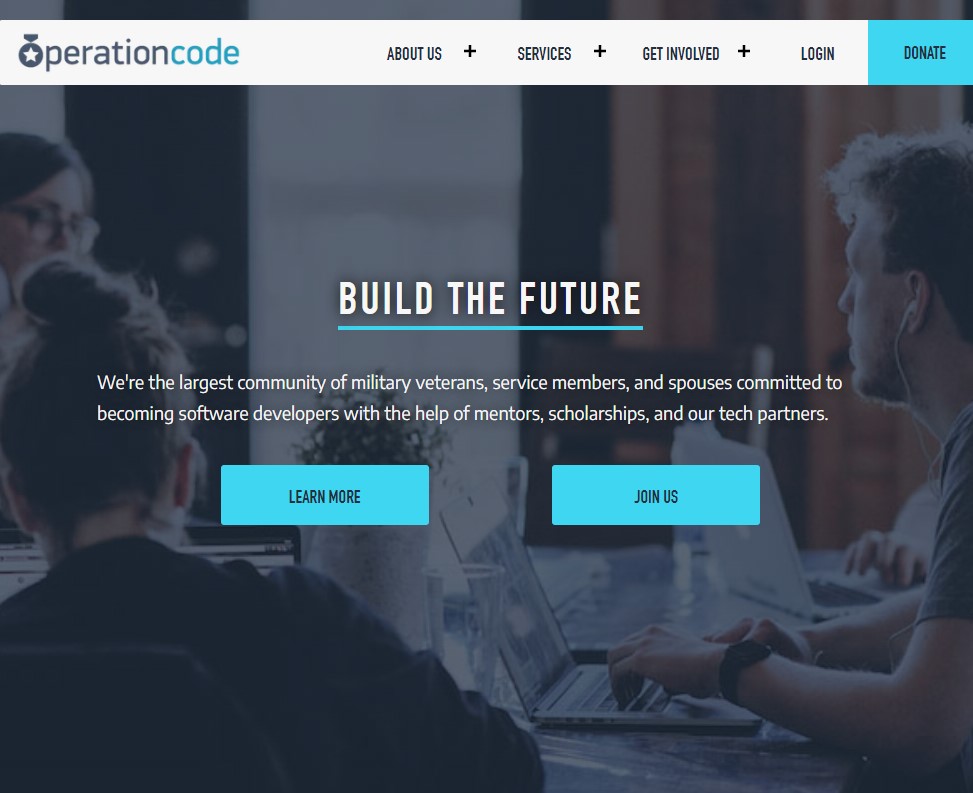 Operationcode
ABOUT US + SERVICES + GET INVOLVED + LOGIN DONATE
BUILD THE FUTURE
We're the largest community of military veterans, service members, and spouses committed to
becoming software developers with the help of mentors, scholarships, and our tech partners.
LEARN MORE JOIN US